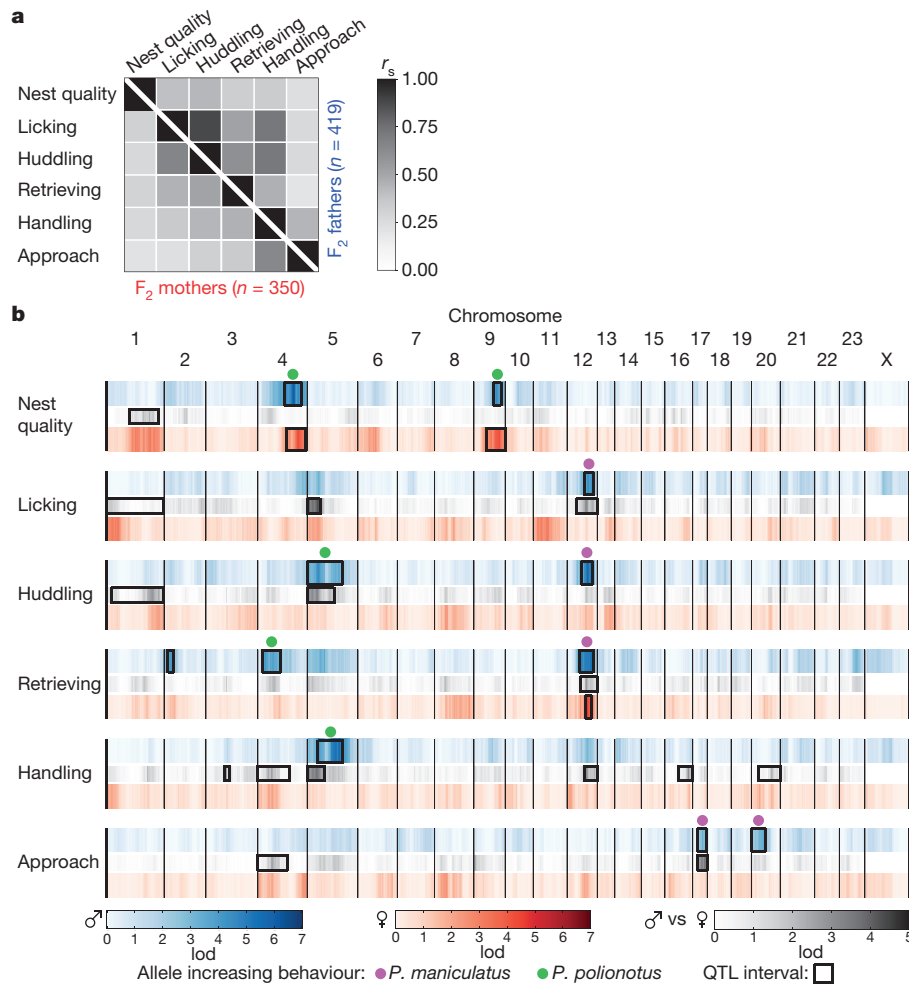 a
Nest quality Licking Huddling Retrieving Handling Approach
Nest quality
Licking
Huddling
Retrieving
Handling
Approach
F2 fathers (n = 419)
F2 mothers (n = 350)
rs
1.00
0.75
0.50
0.25
0.00
b
Chromosome
1 3 5 7 9 11 13 15 17 19 21 23
2 4 6 8 10 12 14 16 18 20 22 X
Nest
quality
Licking
Huddling
Retrieving
Handling
Approach
♂ ♀ ♂ vs ♀
0 1 2 3 4 5 6 7 0 1 2 3 4 5 6 7 0 1 2 3 4 5
lod lod lod
Allele increasing behaviour: P. maniculatus P. polionotus QTL interval: